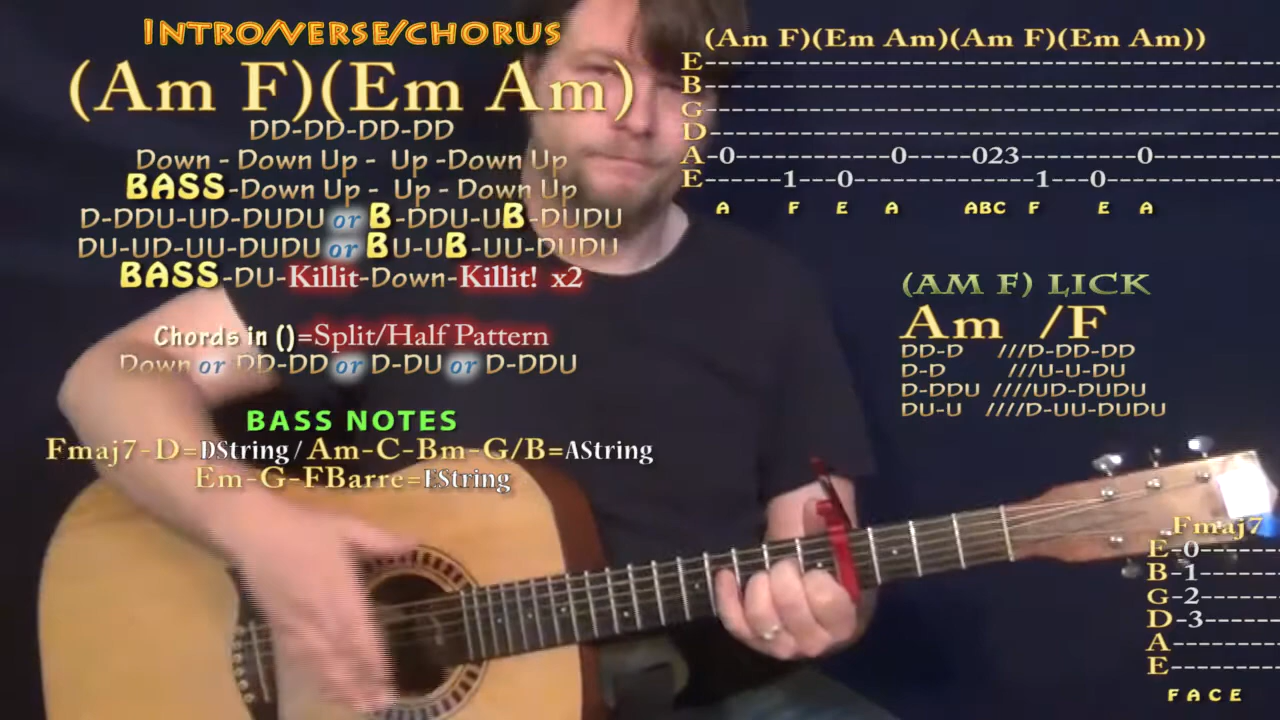 INTRO/VERSE/CHORUS
(Am F)(Em Am)
DD-DD-DD-DD
Down - Down Up - Up -Down Up
BASS-Down Up - Up - Down Up
D-DDU-UD-DUDU or B-DDU-UB-DUDU
DU-UD-UU-DUDU or BU-UB-UU-DUDU
BASS-DU-Killit-Down-Killit! x2
Chords in ()=Split/Half Pattern
Down or DD-DD or D-DU or D-DDU
BASS NOTES
Fmaj7-D=DString / Am-C-Bm-G/B=AString
Em-G-FBarre=EString
(Am F)(Em Am)(Am F)(Em Am))
E------------------------------------
B------------------------------------
G------------------------------------
D------------------------------------
A-0----------0-----023---------0-----
E-----1---0--------------1---0-------
A F E A ABC F E A
(AM F) LICK
Am /F
DD-D ///D-DD-DD
D-D ///U-U-DU
D-DDU ////UD-DUDU
DU-U ////D-UU-DUDU
Fmaj7
E-0------
B-1------
G-2------
D-3------
A--------
E--------
F A C E